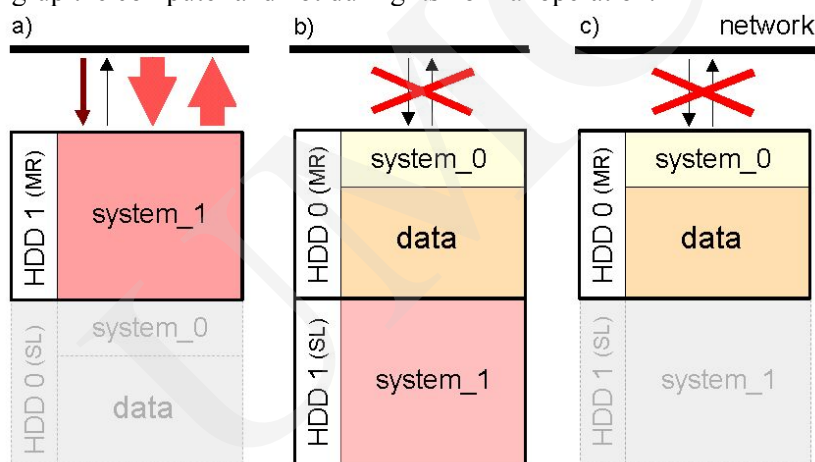 a)
b)
c)
network
HDD 1 (MR)
system_1
HDD 0 (SL)
system_0
data
HDD 0 (MR)
system_0
data
HDD 1 (SL)
system_1
HDD 0 (MR)
system_0
data
HDD 1 (SL)
system_1
UMC